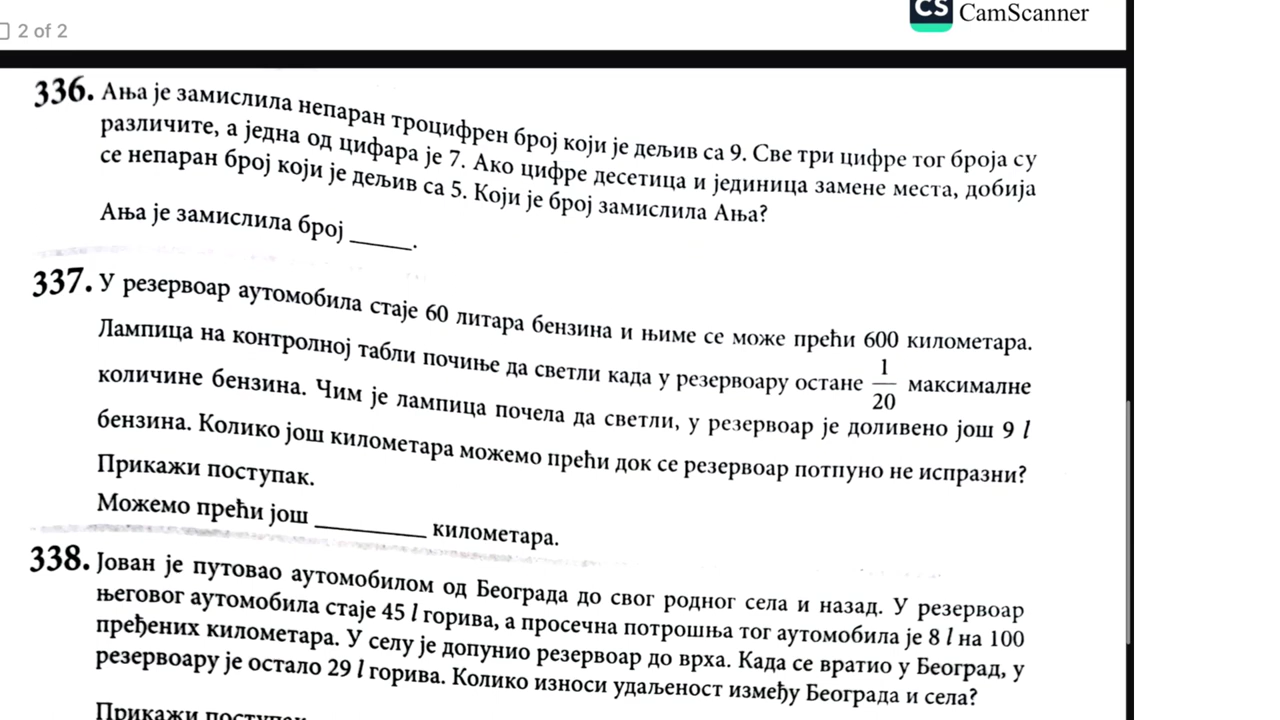 2 of 2
CS CamScanner
336. Ања је замислила непаран троцифрен број који је дељив са 9. Све три цифре тог броја су
различите, а једна од цифара је 7. Ако цифре десетица и јединица замене места, добија
се непаран број који је дељив са 5. Који је број замислила Ања?
Ања је замислила број _____.
337. У резервоар аутомобила стаје 60 литара бензина и њиме се може прећи 600 километара.
Лампица на контролној табли почиње да светли када у резервоару остане 1/20 максималне
количине бензина. Чим је лампица почела да светли, у резервоар је доливено још 9 l
бензина. Колико још километара можемо прећи док се резервоар потпуно не испразни?
Прикажи поступак.
Можемо прећи још _________ километара.
338. Јован је путовао аутомобилом од Београда до свог родног села и назад. У резервоар
његовог аутомобила стаје 45 l горива, а просечна потрошња тог аутомобила је 8 l на 100
пређених километара. У селу је допунио резервоар до врха. Када се вратио у Београд, у
резервоару је остало 29 l горива. Колико износи удаљеност између Београда и села?
Прикажи поступак.